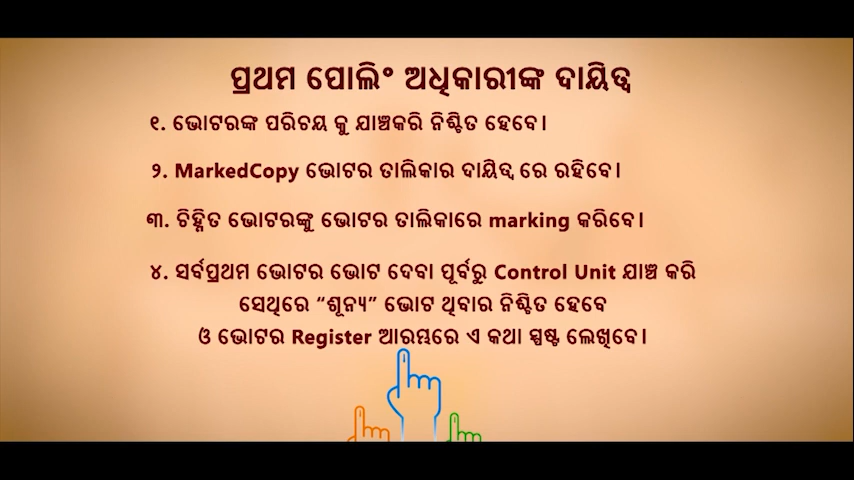 ପ୍ରଥମ ପୋଲିଂ ଅଧିକାରୀଙ୍କ ଦାୟିତ୍ୱ
୧. ଭୋଟରଙ୍କ ପରିଚୟ କୁ ଯାଞ୍ଚକରି ନିଶ୍ଚିତ ହେବେ।
୨. MarkedCopy ଭୋଟର ତାଲିକାର ଦାୟିତ୍ୱ ରେ ରହିବେ।
୩. ଚିହ୍ନିତ ଭୋଟରଙ୍କୁ ଭୋଟର ତାଲିକାରେ marking କରିବେ।
୪. ସର୍ବପ୍ରଥମ ଭୋଟର ଭୋଟ ଦେବା ପୂର୍ବରୁ Control Unit ଯାଞ୍ଚ କରି
ସେଥିରେ “ଶୂନ୍ୟ” ଭୋଟ ଥିବାର ନିଶ୍ଚିତ ହେବେ
ଓ ଭୋଟର Register ଆରମ୍ଭରେ ଏ କଥା ସ୍ପଷ୍ଟ ଲେଖିବେ।